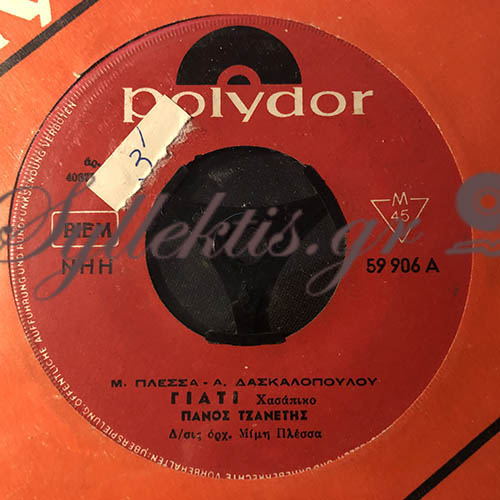 polydor
3'
BIEM
NHH
M
45
59 906 A
Syllektis.gr
Μ. ΠΛΕΣΣΑ - Α. ΔΑΣΚΑΛΟΠΟΥΛΟΥ
ΓΙΑΤΙ Χασάπικο
ΠΑΝΟΣ ΤΖΑΝΕΤΗΣ
Δ/σις όρχ. Μίμη Πλέσσα